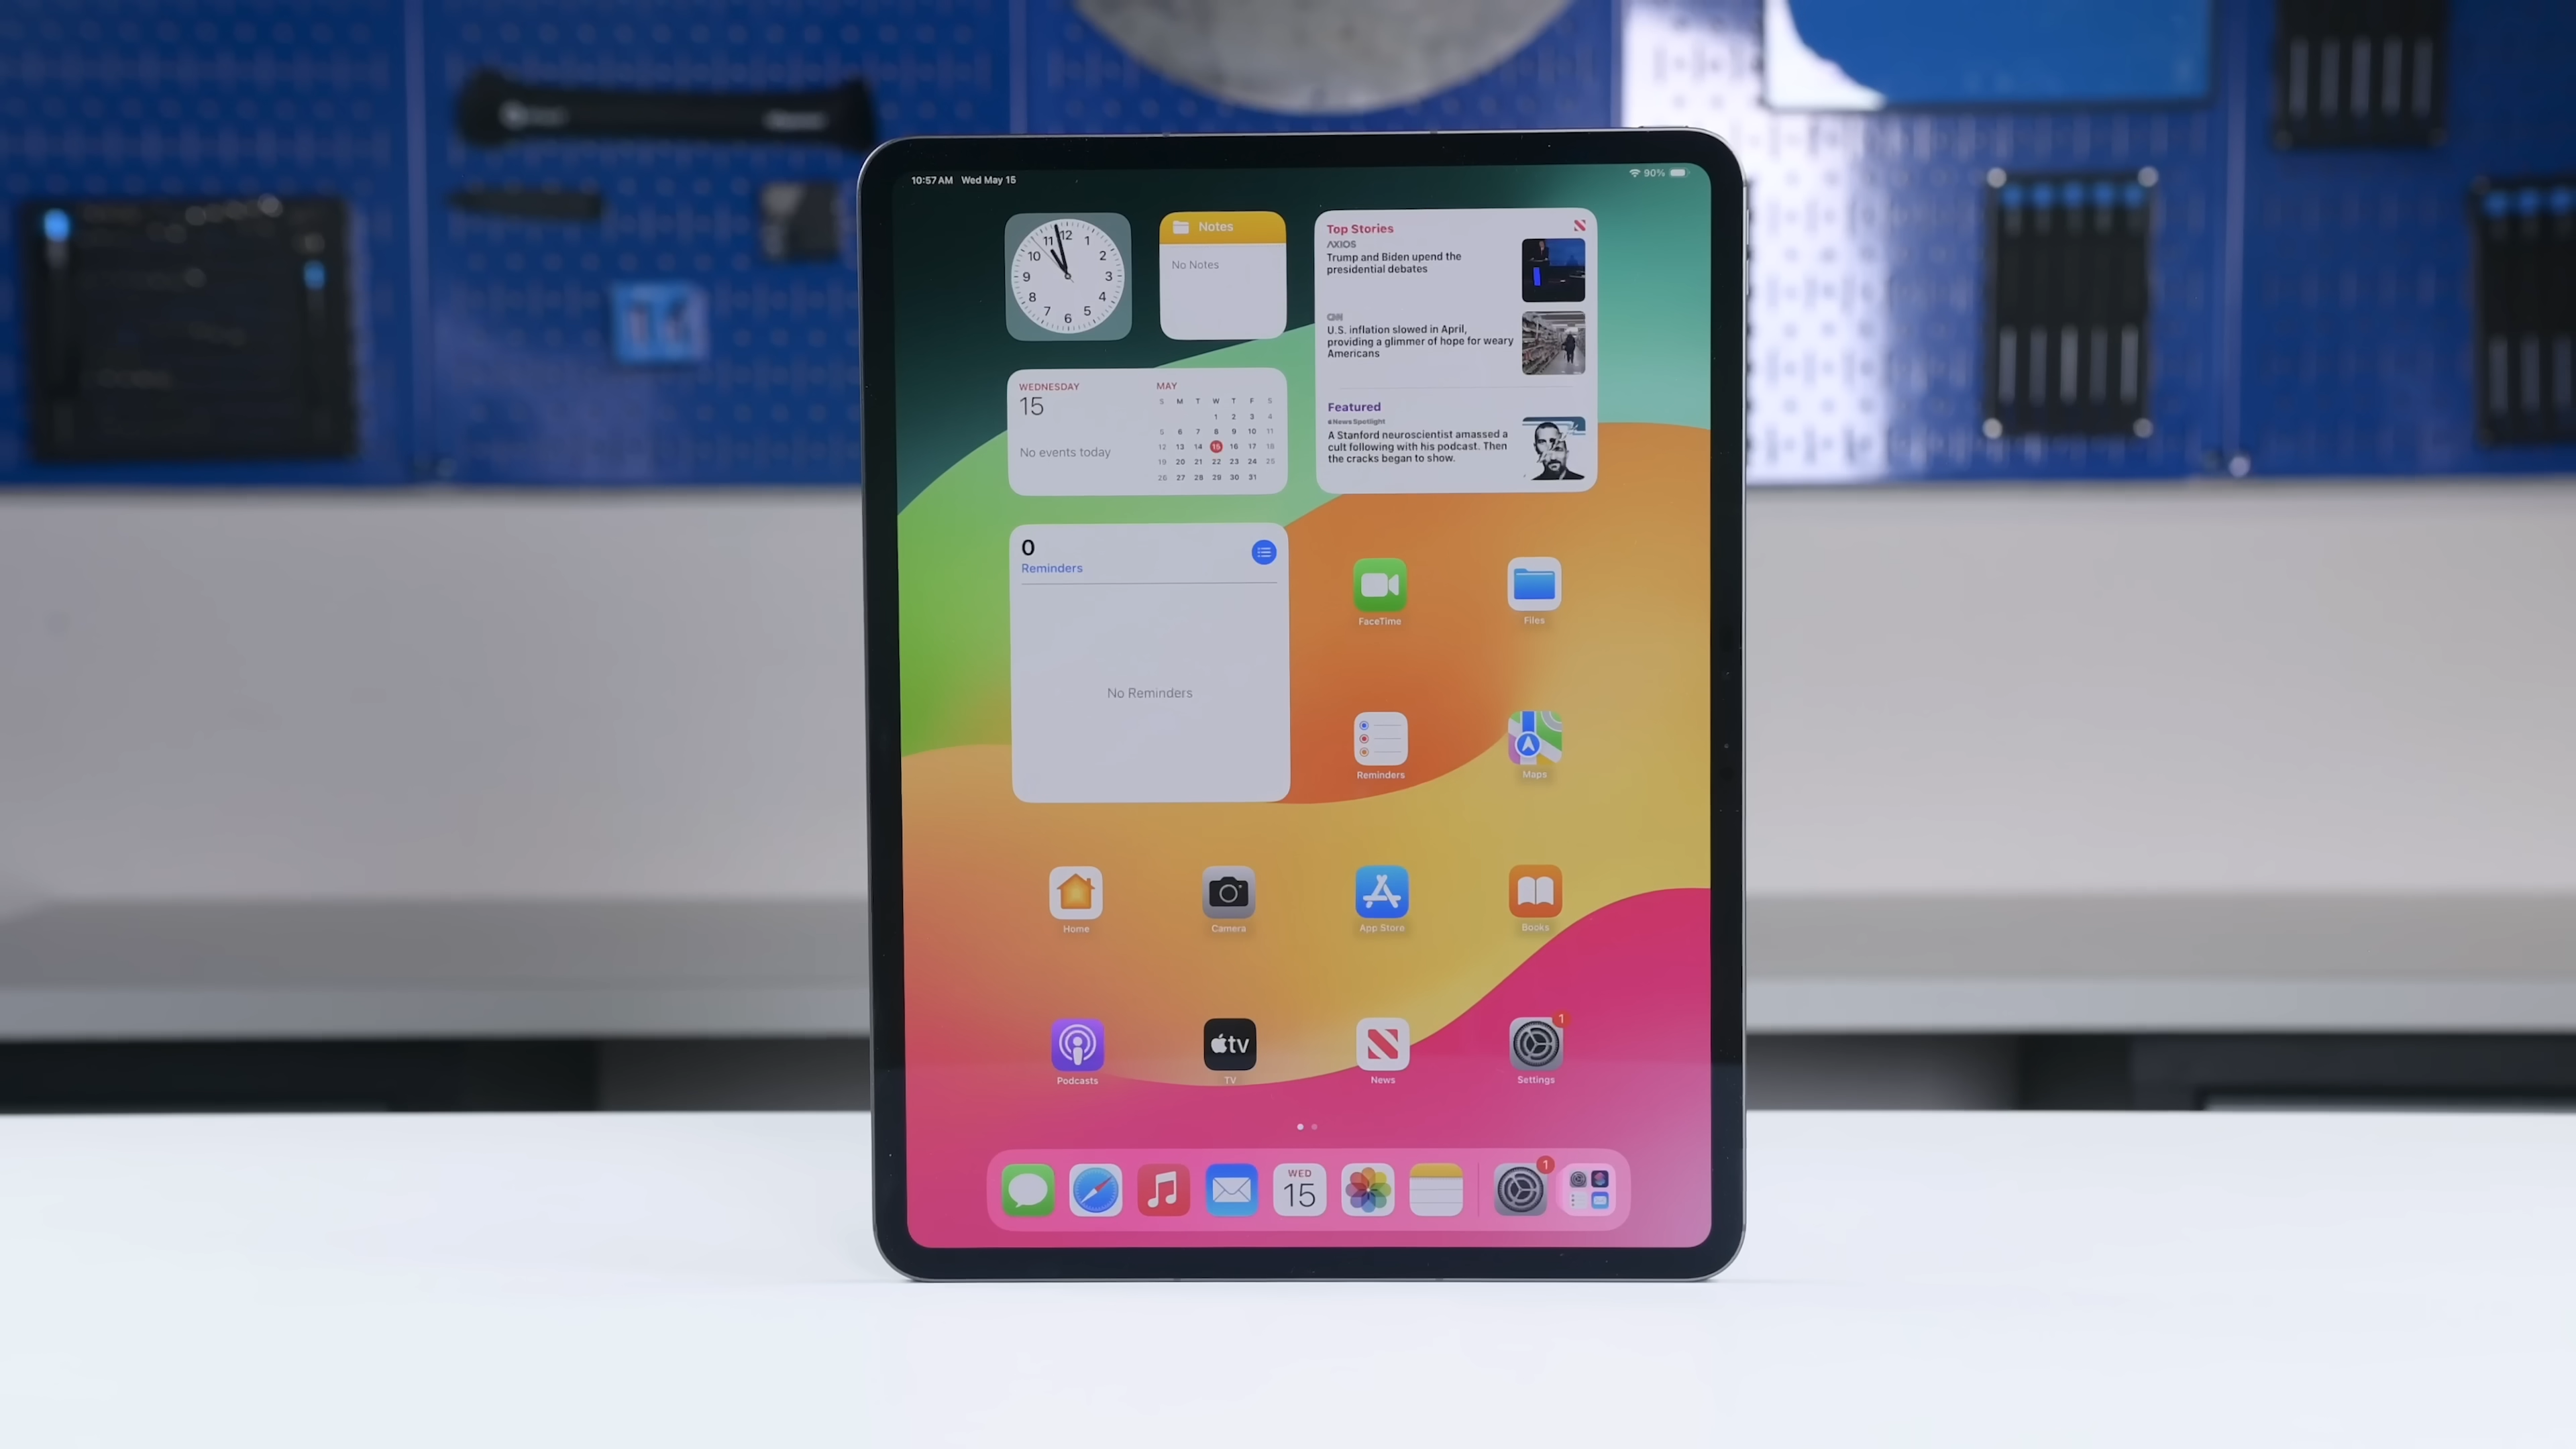 10:57 AM Wed May 15
90%
12
1
2
3
4
5
6
7
8
9
10
11
Notes
No Notes
Top Stories
AXIOS
Trump and Biden upend the
presidential debates
CNN
U.S. inflation slowed in April,
providing a glimmer of hope for weary
Americans
Featured
News Spotlight
A Stanford neuroscientist amassed a
cult following with his podcast. Then
the cracks began to show.
WEDNESDAY
15
No events today
MAY
S M T W T F S
1 2 3 4
5 6 7 8 9 10 11
12 13 14 15 16 17 18
19 20 21 22 23 24 25
26 27 28 29 30 31
0
Reminders
No Reminders
FaceTime
Files
Reminders
Maps
Home
Camera
App Store
Books
Podcasts
tv
TV
News
1
Settings
WED
15
1